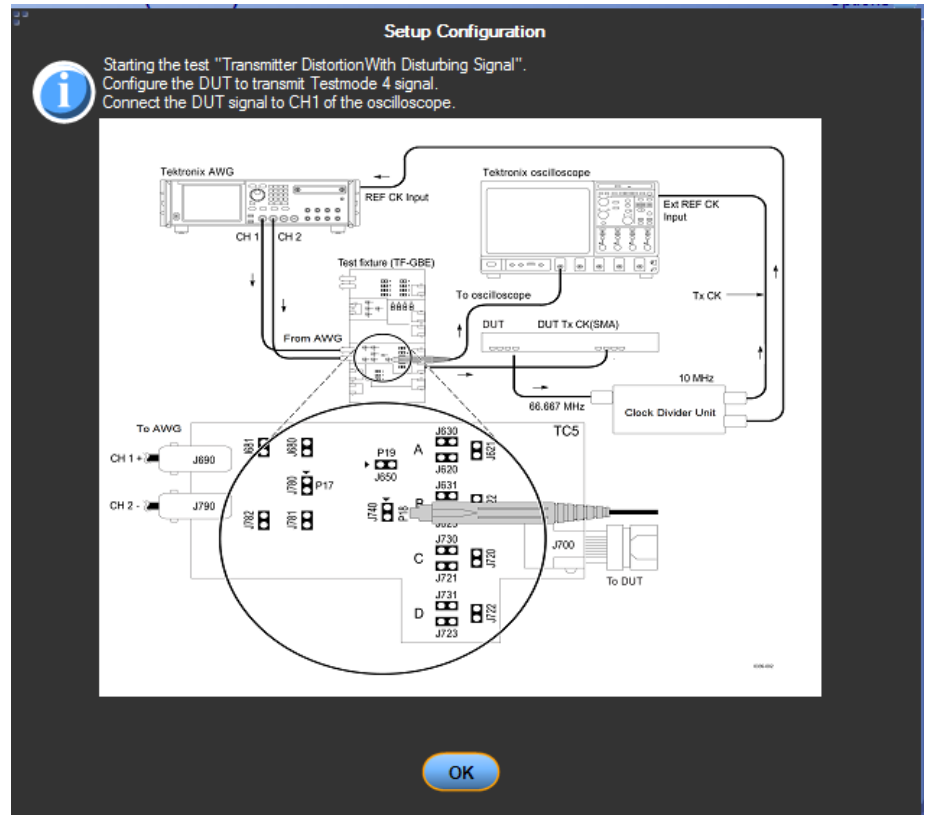 Setup Configuration
Starting the test "Transmitter DistortionWith Disturbing Signal".
Configure the DUT to transmit Testmode 4 signal.
Connect the DUT signal to CH1 of the oscilloscope.
Tektronix AWG
Tektronix oscilloscope
REF CK Input
Ext REF CK
Input
CH 1
CH 2
Test fixture (TF-GBE)
To oscilloscope
Tx CK
From AWG
DUT
DUT Tx CK(SMA)
10 MHz
66.667 MHz
Clock Divider Unit
To AWG
TC5
CH 1 +
J690
J681
J680
P19
J650
A
J630
J620
J621
J780
P17
CH 2 -
J790
J782
J781
J740
P18
B
J631
J730
C
J721
J720
J700
To DUT
J731
D
J723
J722
OK